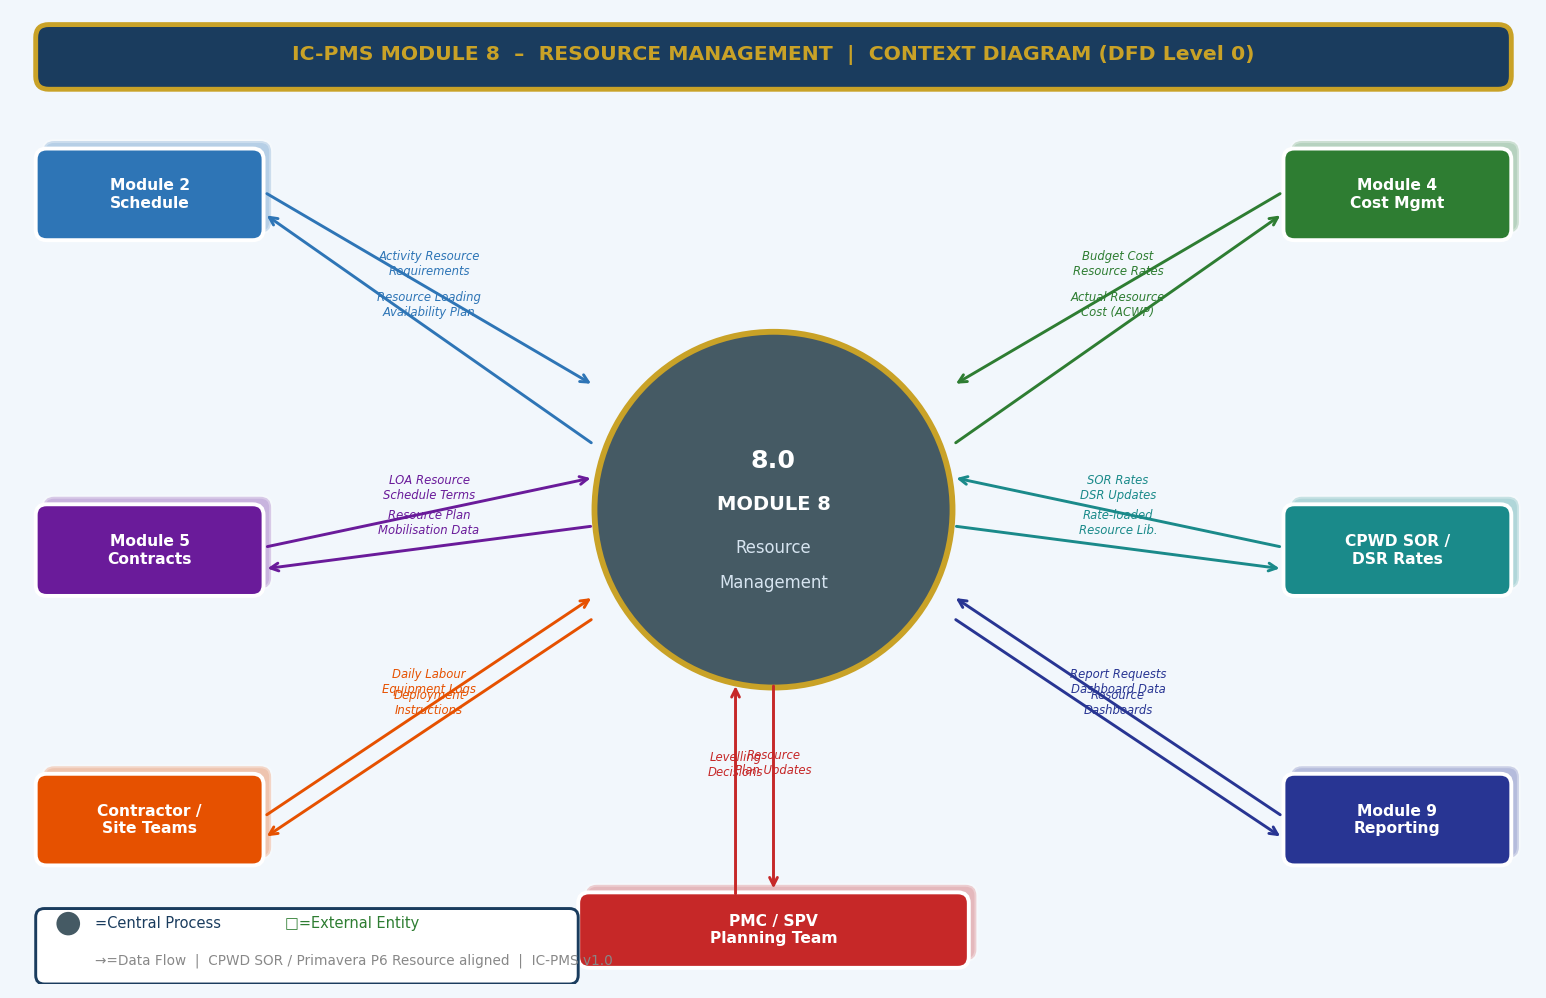 IC-PMS MODULE 8 – RESOURCE MANAGEMENT | CONTEXT DIAGRAM (DFD Level 0)
Module 2
Schedule
Module 4
Cost Mgmt
Activity Resource
Requirements
Resource Loading
Availability Plan
Budget Cost
Resource Rates
Actual Resource
Cost (ACWP)
8.0
MODULE 8
Resource
Management
LOA Resource
Schedule Terms
Resource Plan
Mobilisation Data
SOR Rates
DSR Updates
Rate-loaded
Resource Lib.
Module 5
Contracts
CPWD SOR /
DSR Rates
Daily Labour
Equipment Logs
Deployment
Instructions
Report Requests
Dashboard Data
Resource
Dashboards
Levelling
Decisions
Resource
Plan Updates
Contractor /
Site Teams
Module 9
Reporting
PMC / SPV
Planning Team
=Central Process □=External Entity
→=Data Flow | CPWD SOR / Primavera P6 Resource aligned | IC-PMS v1.0